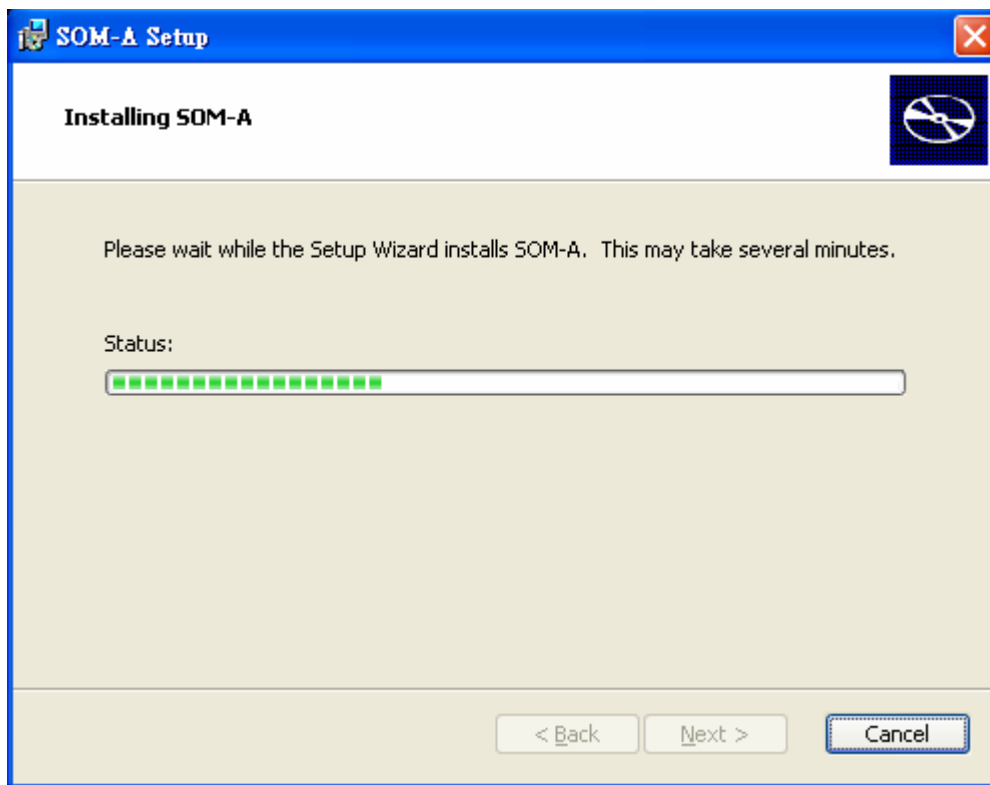 SOM-A Setup
Installing SOM-A
Please wait while the Setup Wizard installs SOM-A.  This may take several minutes.
Status:
< Back
Next >
Cancel